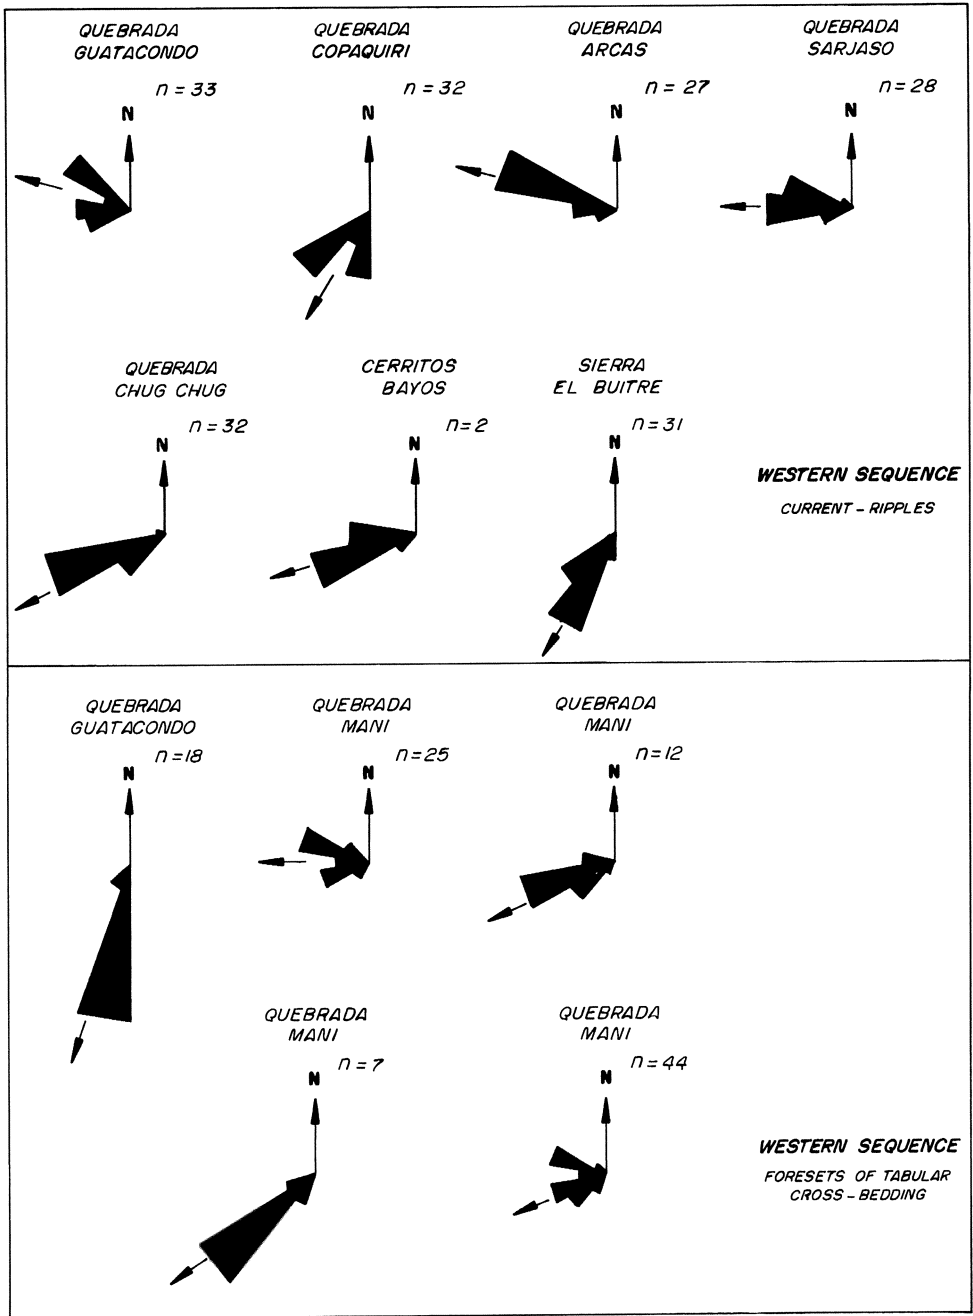 QUEBRADA
GUATACONDO
n = 33
N
QUEBRADA
COPAQUIRI
n = 32
N
QUEBRADA
ARCAS
n = 27
N
QUEBRADA
SARJASO
n = 28
N
QUEBRADA
CHUG CHUG
n = 32
N
CERRITOS
BAYOS
n = 2
N
SIERRA
EL BUITRE
n = 31
N
WESTERN SEQUENCE
CURRENT - RIPPLES
QUEBRADA
GUATACONDO
n = 18
N
QUEBRADA
MANI
n = 25
N
QUEBRADA
MANI
n = 12
N
QUEBRADA
MANI
n = 7
N
QUEBRADA
MANI
n = 44
N
WESTERN SEQUENCE
FORESETS OF TABULAR
CROSS - BEDDING